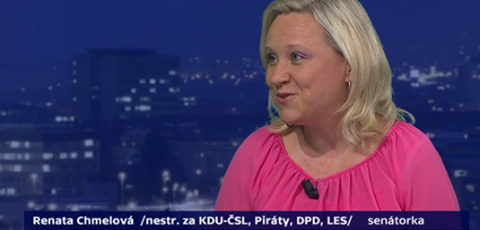 Renata Chmelová /nestr. za KDU-ČSL, Piráty, DPD, LES/ senátorka